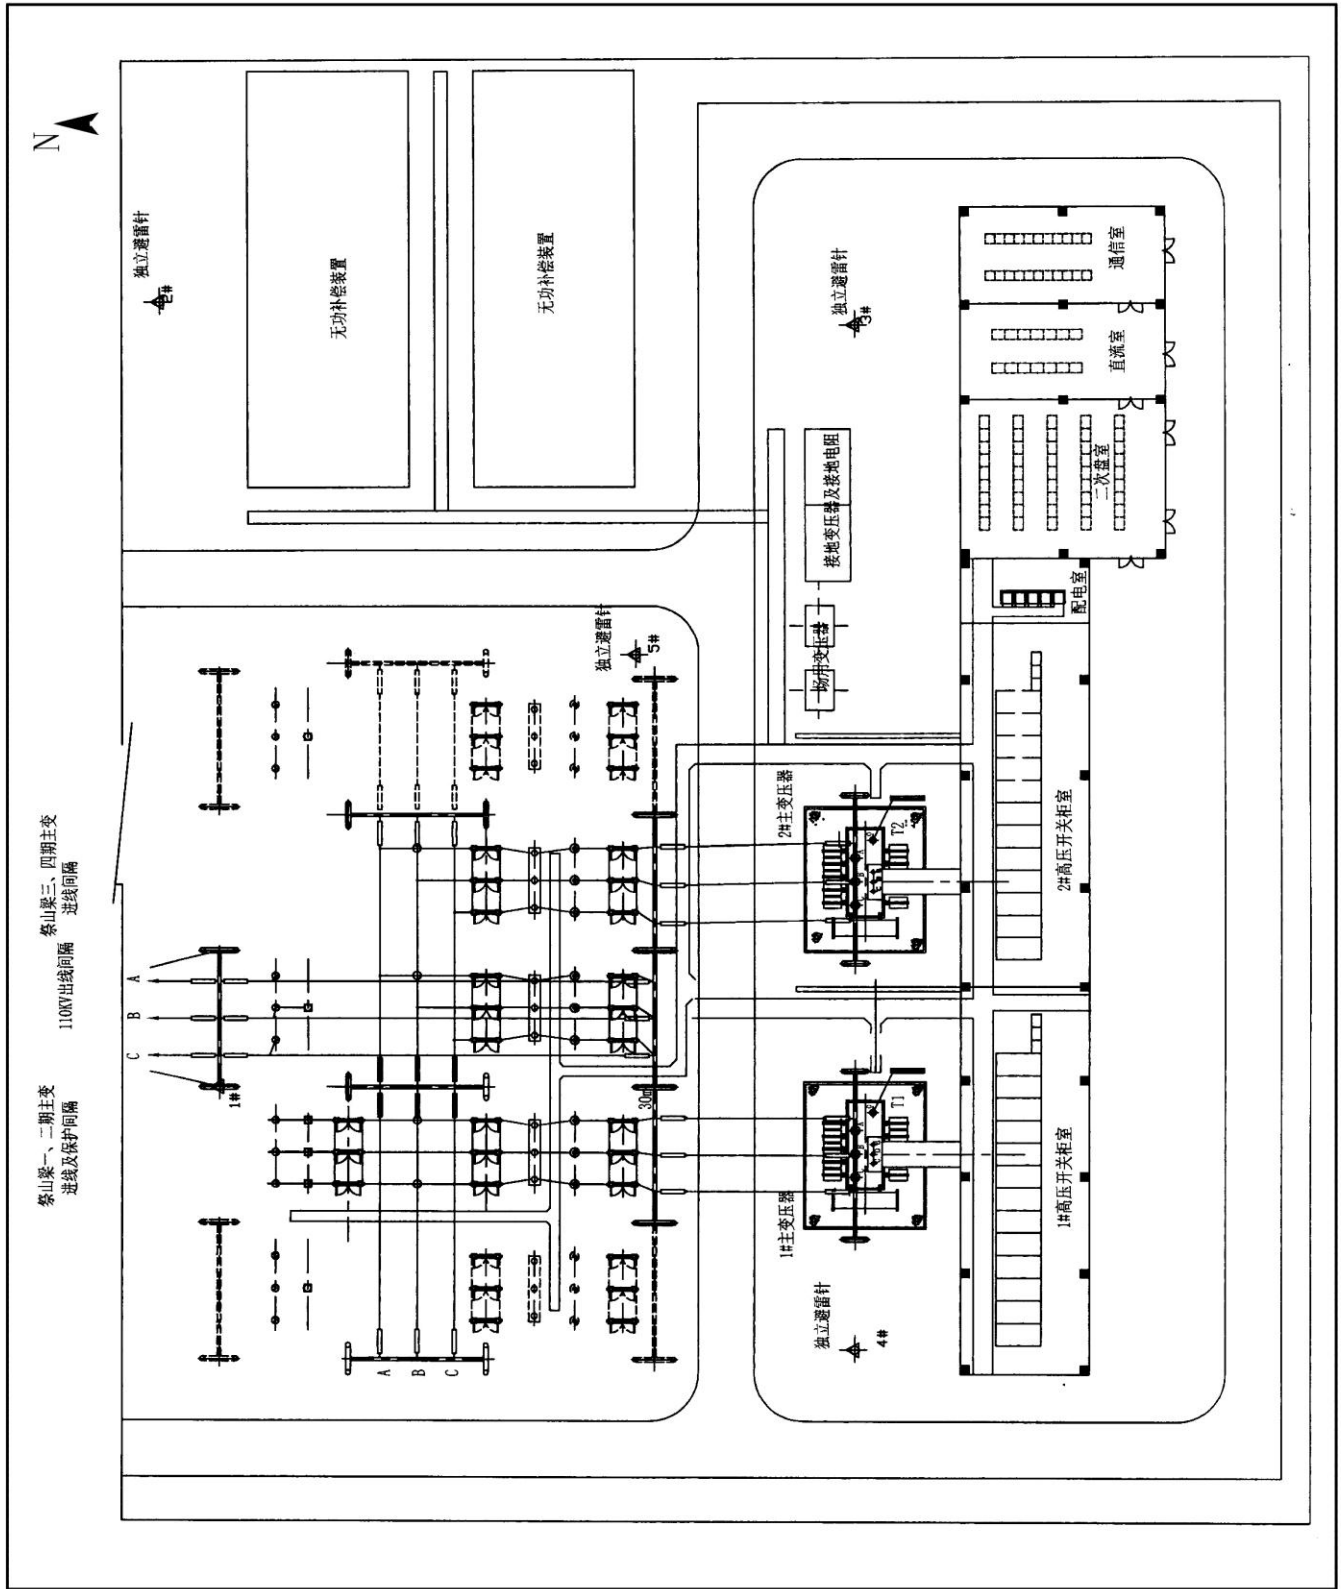 N
独立避雷针
2#
无功补偿装置
无功补偿装置
祭山梁三、四期主变
进线间隔
110KV出线间隔
祭山梁一、二期主变
进线及保护间隔
A
B
C
1#
独立避雷针
5#
30m
A
B
C
独立避雷针
3#
接地变压器及接地电阻
场用变压器
2#主变压器
T2
A
B
1#主变压器
T1
A
B
独立避雷针
4#
通信室
直流室
二次盘室
配电室
2#高压开关柜室
1#高压开关柜室